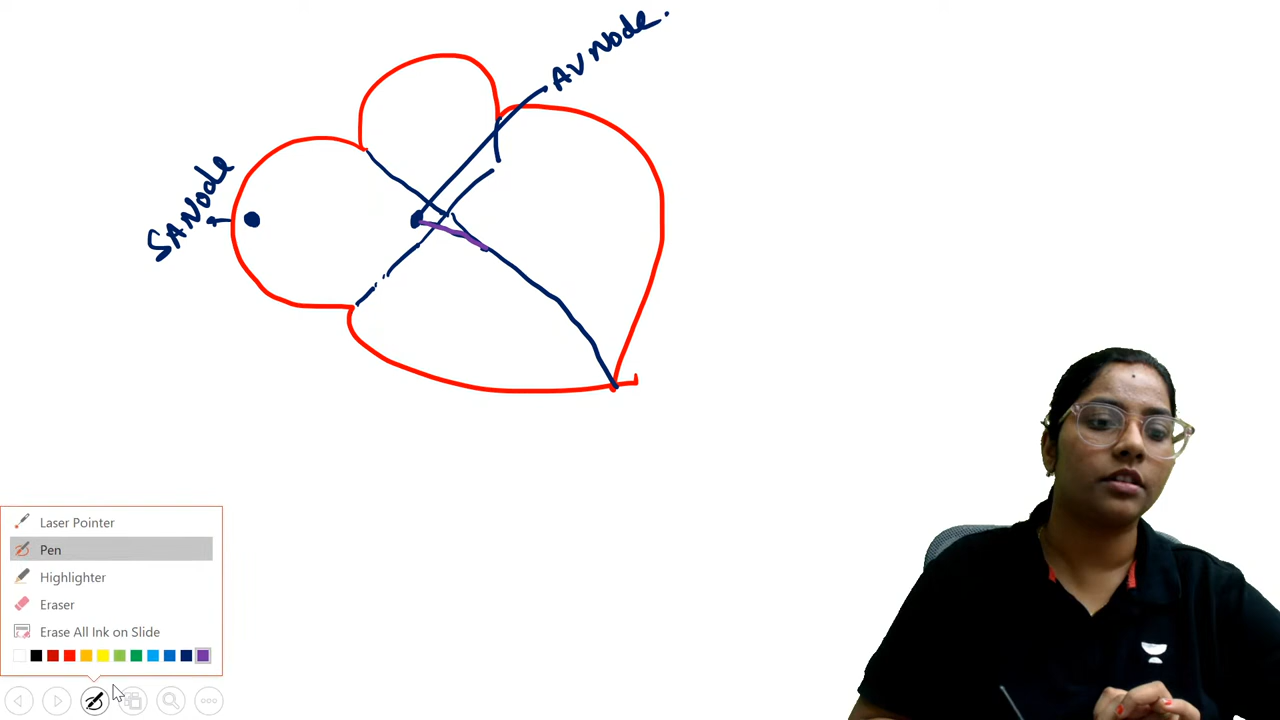 AV Node.
SA Node
Laser Pointer
Pen
Highlighter
Eraser
Erase All Ink on Slide